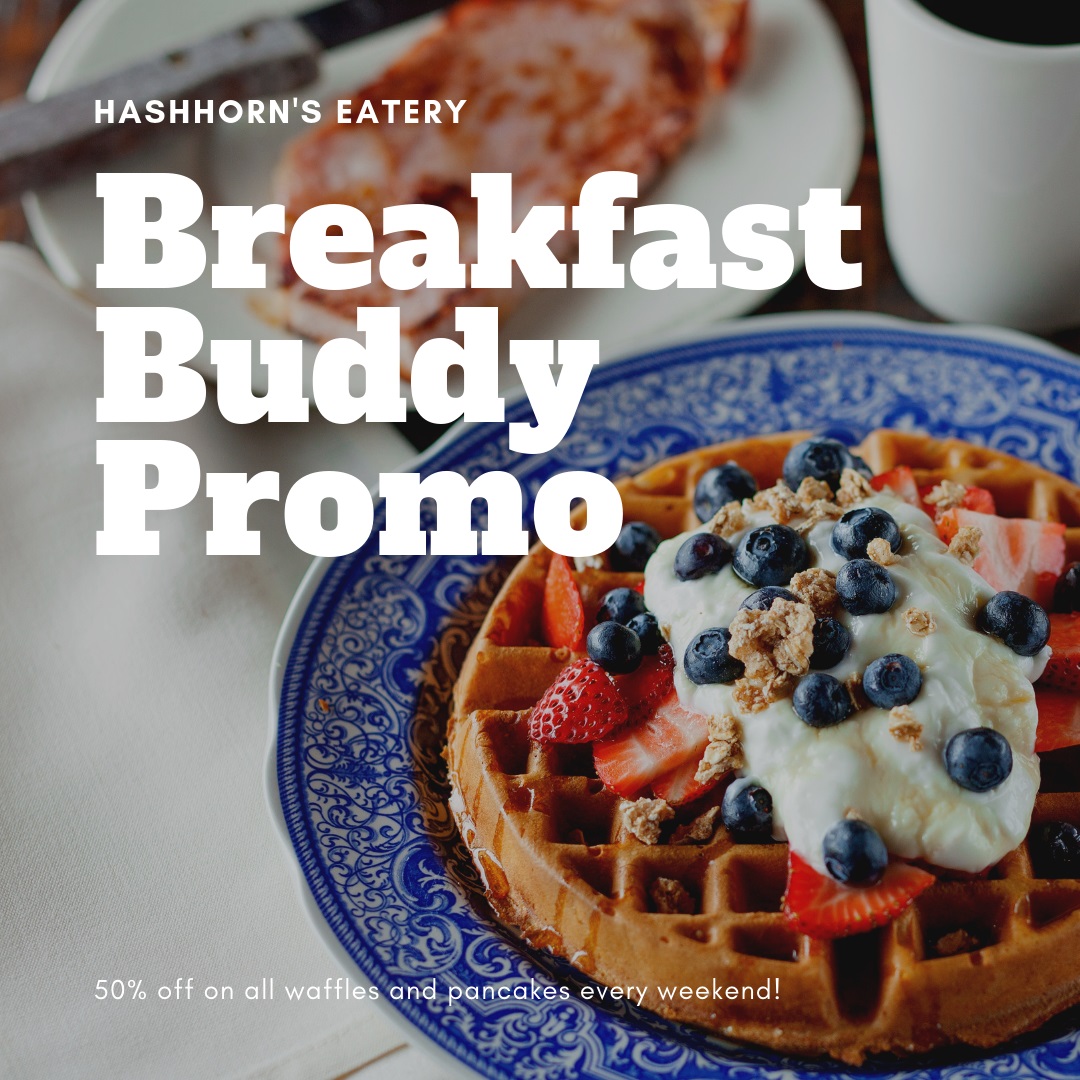 HASHHORN'S EATERY
Breakfast
Buddy
Promo
50% off on all waffles and pancakes every weekend!